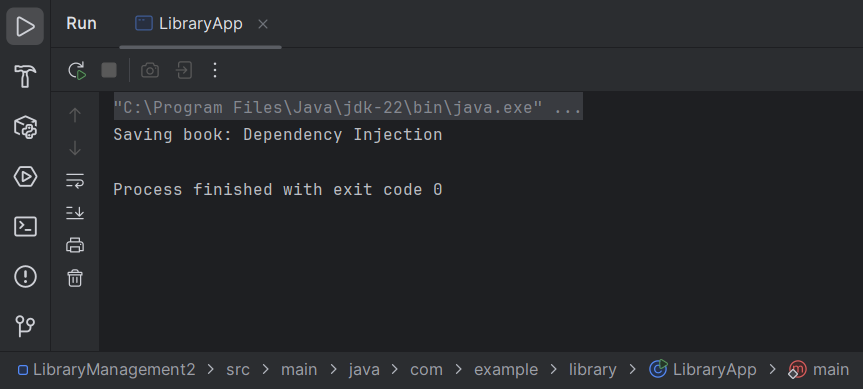 Run LibraryApp
"C:\Program Files\Java\jdk-22\bin\java.exe" ...
Saving book: Dependency Injection
Process finished with exit code 0
LibraryManagement2 > src > main > java > com > example > library > LibraryApp > main